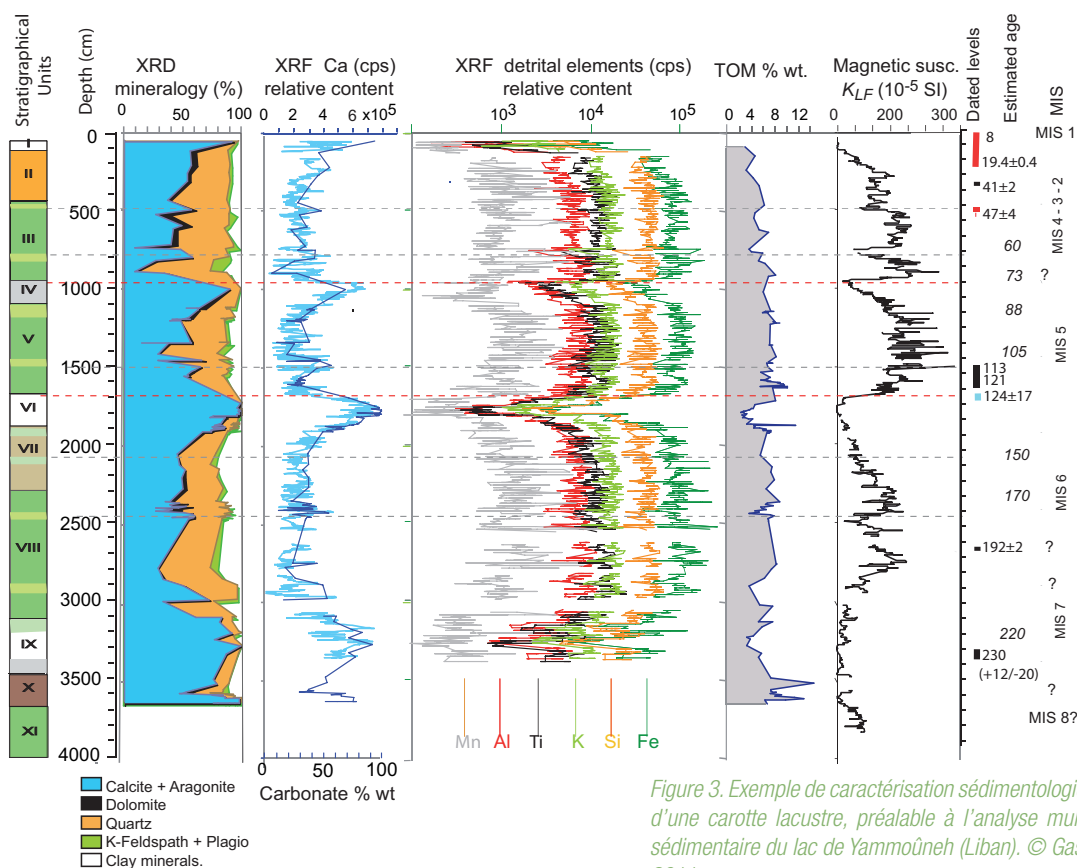 Stratigraphical
Units
Depth (cm)
XRD
mineralogy (%)
0 50 100
XRF Ca (cps)
relative content
0 2 4 6 x10⁵
XRF detrital elements (cps)
relative content
10³ 10⁴ 10⁵
TOM % wt.
0 4 8 12
Magnetic susc.
K_LF (10⁻⁵ SI)
0 100 200 300
Dated levels
Estimated age
MIS
0
500
1000
1500
2000
2500
3000
3500
4000
I
II
III
IV
V
VI
VII
VIII
IX
X
XI
8
19.4±0.4
41±2
47±4
60
73
88
105
113
121
124±17
150
170
192±2
220
230
(+12/-20)
MIS 1
MIS 4 - 3 - 2
?
MIS 5
MIS 6
?
?
MIS 7
?
MIS 8?
Mn Al Ti K Si Fe
0 50 100
Carbonate % wt
Calcite + Aragonite
Dolomite
Quartz
K-Feldspath + Plagio
Clay minerals.
Figure 3. Exemple de caractérisation sédimentologi
d'une carotte lacustre, préalable à l'analyse mul
sédimentaire du lac de Yammoûneh (Liban). © Gas